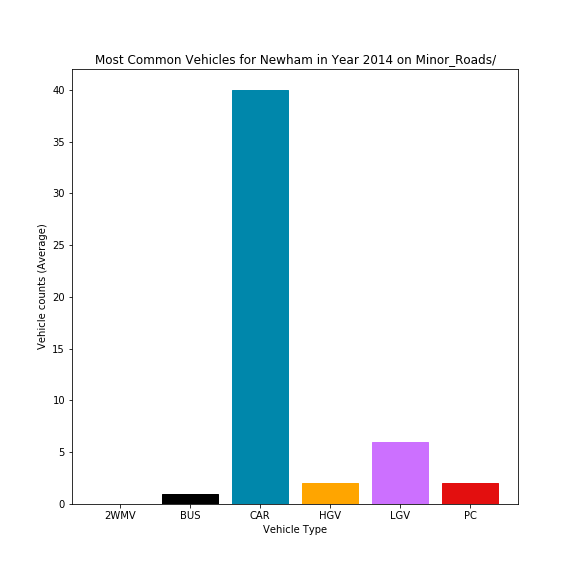 Most Common Vehicles for Newham in Year 2014 on Minor_Roads/
Vehicle counts (Average)
40
35
30
25
20
15
10
5
0
2WMV BUS CAR HGV LGV PC
Vehicle Type